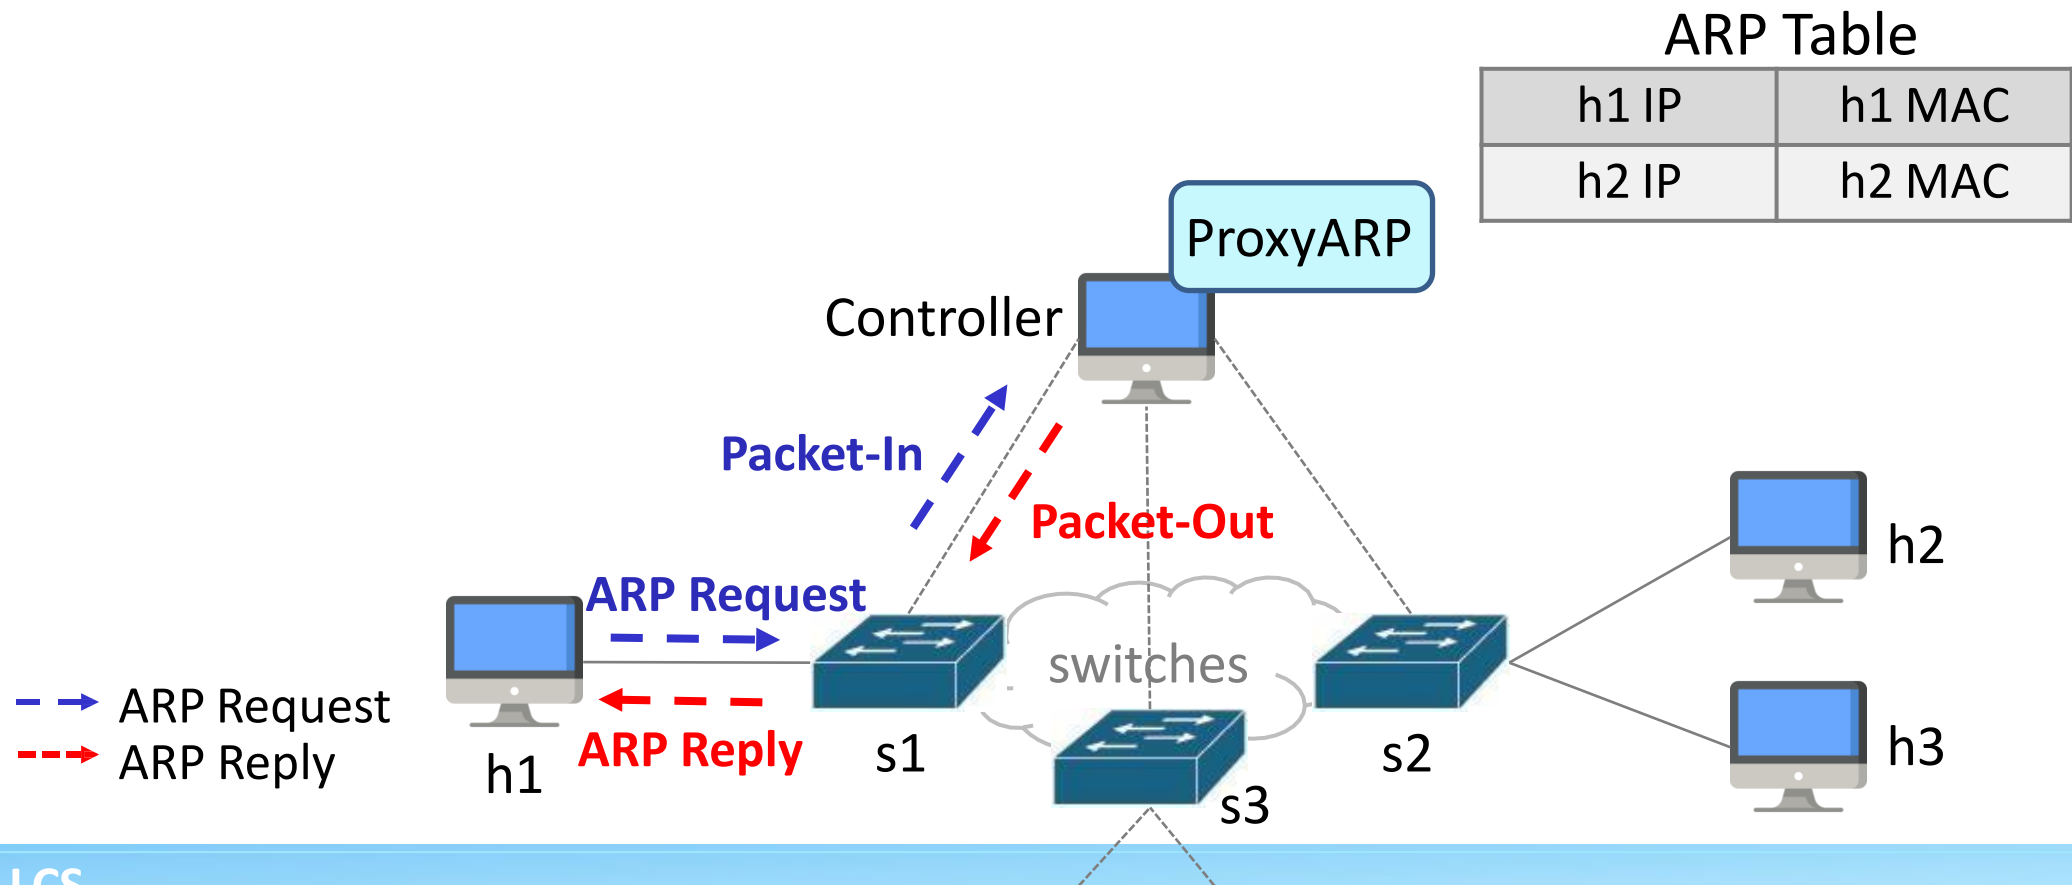 ARP Table
h1 IP h1 MAC
h2 IP h2 MAC
ProxyARP
Controller
Packet-In
Packet-Out
h2
ARP Request
switches
ARP Request
ARP Reply
h1
ARP Reply
s1
s2
h3
s3